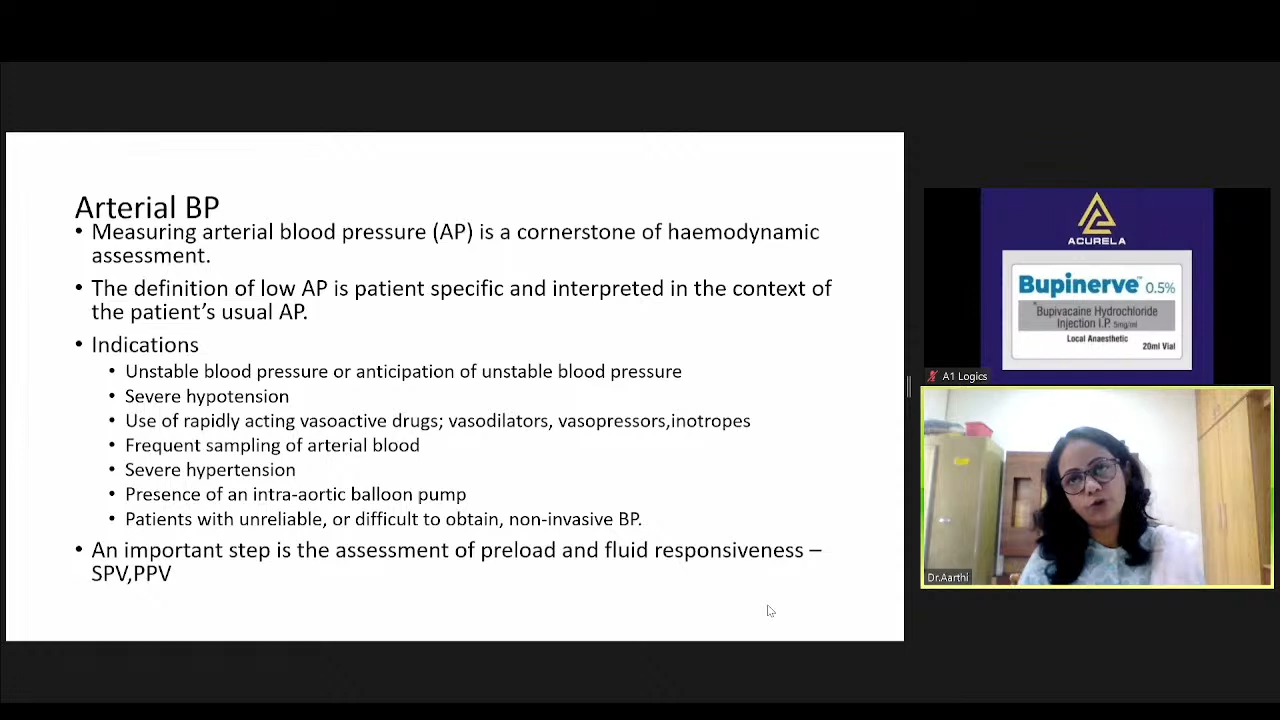 Arterial BP
• Measuring arterial blood pressure (AP) is a cornerstone of haemodynamic
assessment.
• The definition of low AP is patient specific and interpreted in the context of
the patient's usual AP.
• Indications
• Unstable blood pressure or anticipation of unstable blood pressure
• Severe hypotension
• Use of rapidly acting vasoactive drugs; vasodilators, vasopressors,inotropes
• Frequent sampling of arterial blood
• Severe hypertension
• Presence of an intra-aortic balloon pump
• Patients with unreliable, or difficult to obtain, non-invasive BP.
• An important step is the assessment of preload and fluid responsiveness –
SPV,PPV
ACURELA
Bupinerve™ 0.5%
*Bupivacaine Hydrochloride
Injection I.P. 5mg/ml
Local Anaesthetic
20ml Vial
A1 Logics
Dr.Aarthi